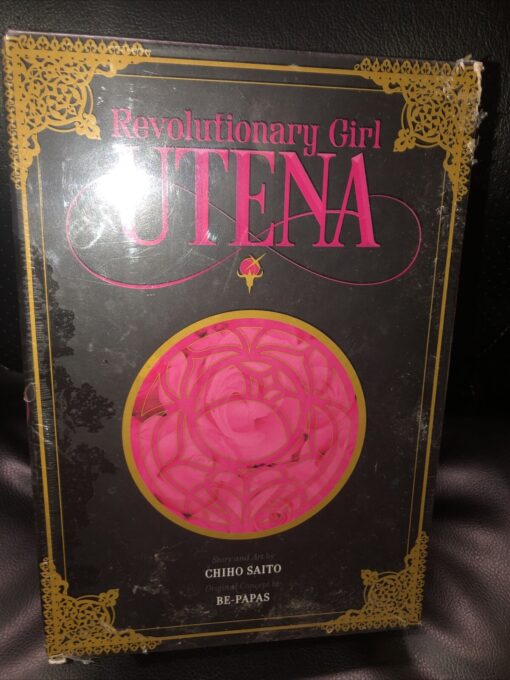 Revolutionary Girl
UTENA
Story and Art by
CHIHO SAITO
Original Concept by
BE-PAPAS